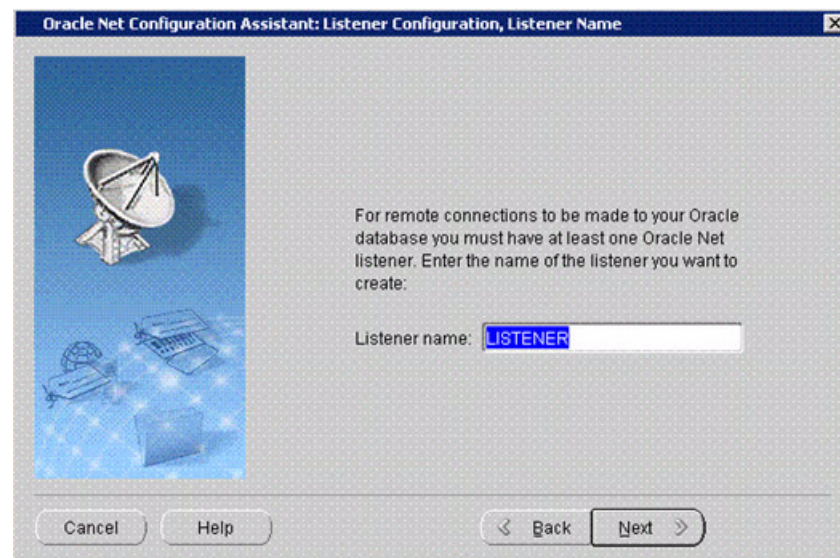 Oracle Net Configuration Assistant: Listener Configuration, Listener Name
For remote connections to be made to your Oracle
database you must have at least one Oracle Net
listener. Enter the name of the listener you want to
create:
Listener name: LISTENER
Cancel Help Back Next